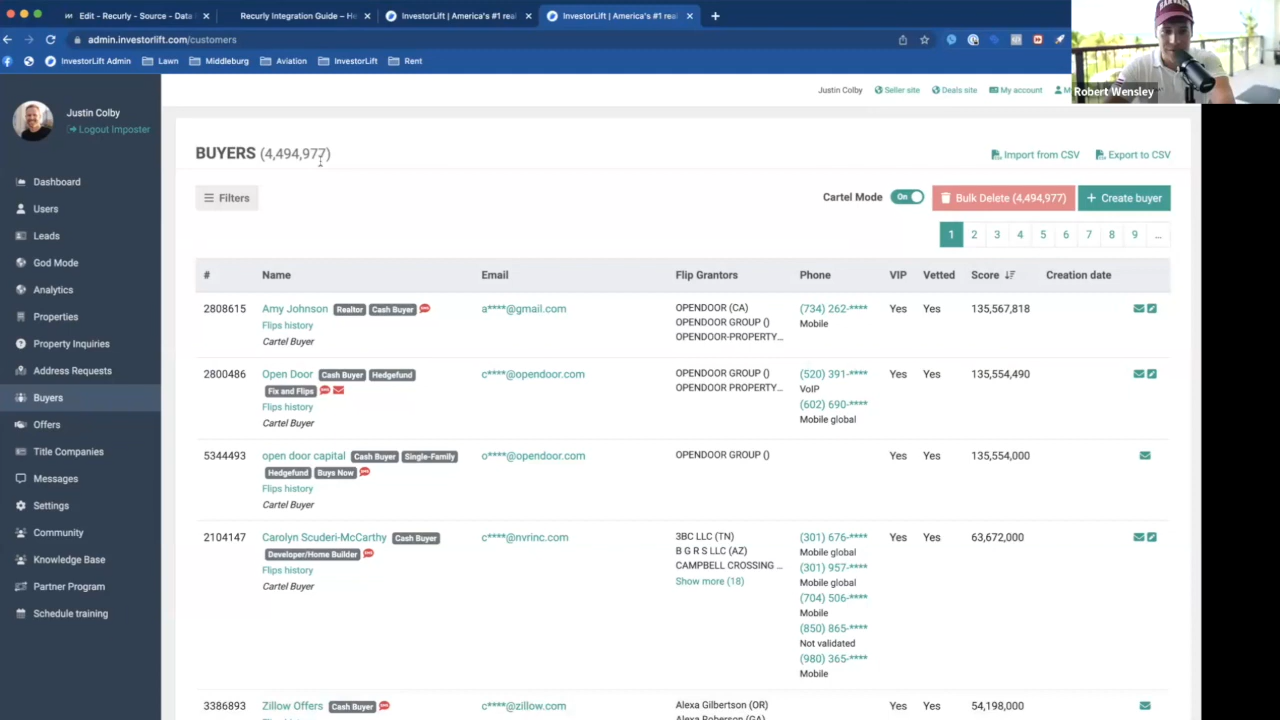 Edit - Recurly - Source - Data
Recurly Integration Guide – He
InvestorLift | America's #1 real
InvestorLift | America's #1 real
admin.investorlift.com/customers
InvestorLift Admin Lawn Middleburg Aviation InvestorLift Rent
Robert Wensley
Justin Colby Seller site Deals site My account
Justin Colby
Logout Imposter
Dashboard
Users
Leads
God Mode
Analytics
Properties
Property Inquiries
Address Requests
Buyers
Offers
Title Companies
Messages
Settings
Community
Knowledge Base
Partner Program
Schedule training
BUYERS (4,494,977)
Import from CSV Export to CSV
Filters
Cartel Mode On Bulk Delete (4,494,977) + Create buyer
1 2 3 4 5 6 7 8 9 ...
# Name Email Flip Grantors Phone VIP Vetted Score Creation date
2808615 Amy Johnson Realtor Cash Buyer a****@gmail.com OPENDOOR (CA) (734) 262-**** Yes Yes 135,567,818
Flips history OPENDOOR GROUP () Mobile
Cartel Buyer OPENDOOR-PROPERTY...
2800486 Open Door Cash Buyer Hedgefund c****@opendoor.com OPENDOOR GROUP () (520) 391-**** Yes Yes 135,554,490
Fix and Flips OPENDOOR PROPERTY... VoIP
Flips history (602) 690-****
Cartel Buyer Mobile global
5344493 open door capital Cash Buyer Single-Family o****@opendoor.com OPENDOOR GROUP () Yes Yes 135,554,000
Hedgefund Buys Now
Flips history
Cartel Buyer
2104147 Carolyn Scuderi-McCarthy Cash Buyer c****@nvrinc.com 3BC LLC (TN) (301) 676-**** Yes Yes 63,672,000
Developer/Home Builder B G R S LLC (AZ) Mobile global
Flips history CAMPBELL CROSSING ... (301) 957-****
Cartel Buyer Show more (18) Mobile global
(704) 506-****
Mobile
(850) 865-****
Not validated
(980) 365-****
Mobile
3386893 Zillow Offers Cash Buyer c****@zillow.com Alexa Gilbertson (OR) Yes Yes 54,198,000
Alexa Roberson (GA)